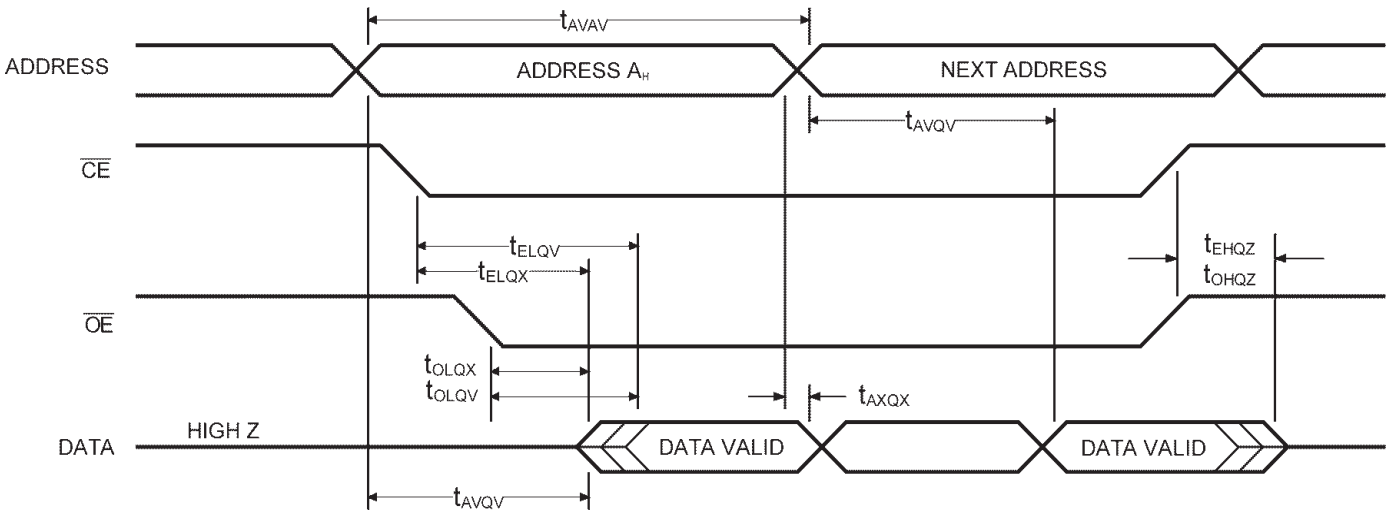 tAVAV
ADDRESS
ADDRESS AH
NEXT ADDRESS
tAVQV
CE
tELQV
tELQX
tEHQZ
tOHQZ
OE
tOLQX
tOLQV
tAXQX
DATA
HIGH Z
DATA VALID
DATA VALID
tAVQV